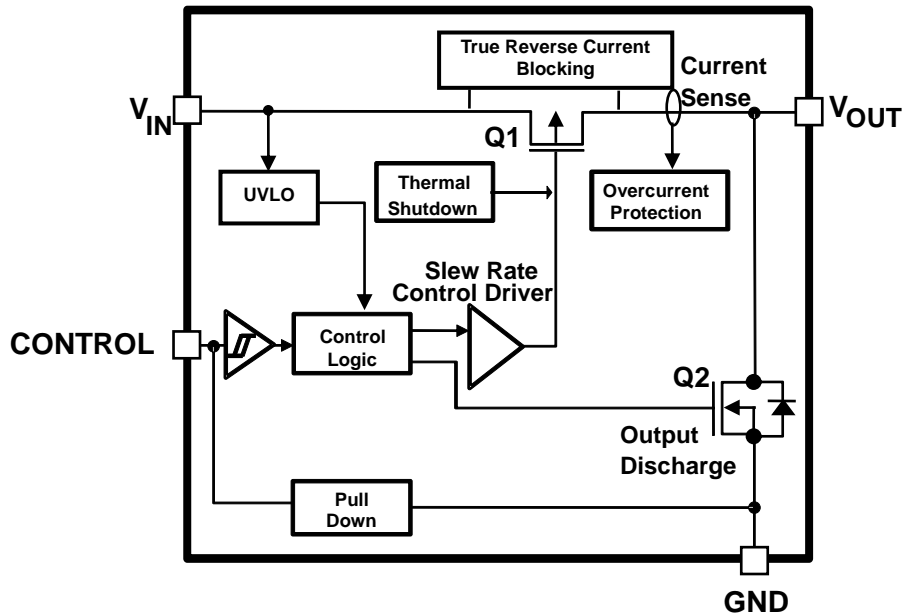 True Reverse Current
Blocking
Current
Sense
VIN
VOUT
Q1
UVLO
Thermal
Shutdown
Overcurrent
Protection
Slew Rate
Control Driver
CONTROL
Control
Logic
Q2
Output
Discharge
Pull
Down
GND